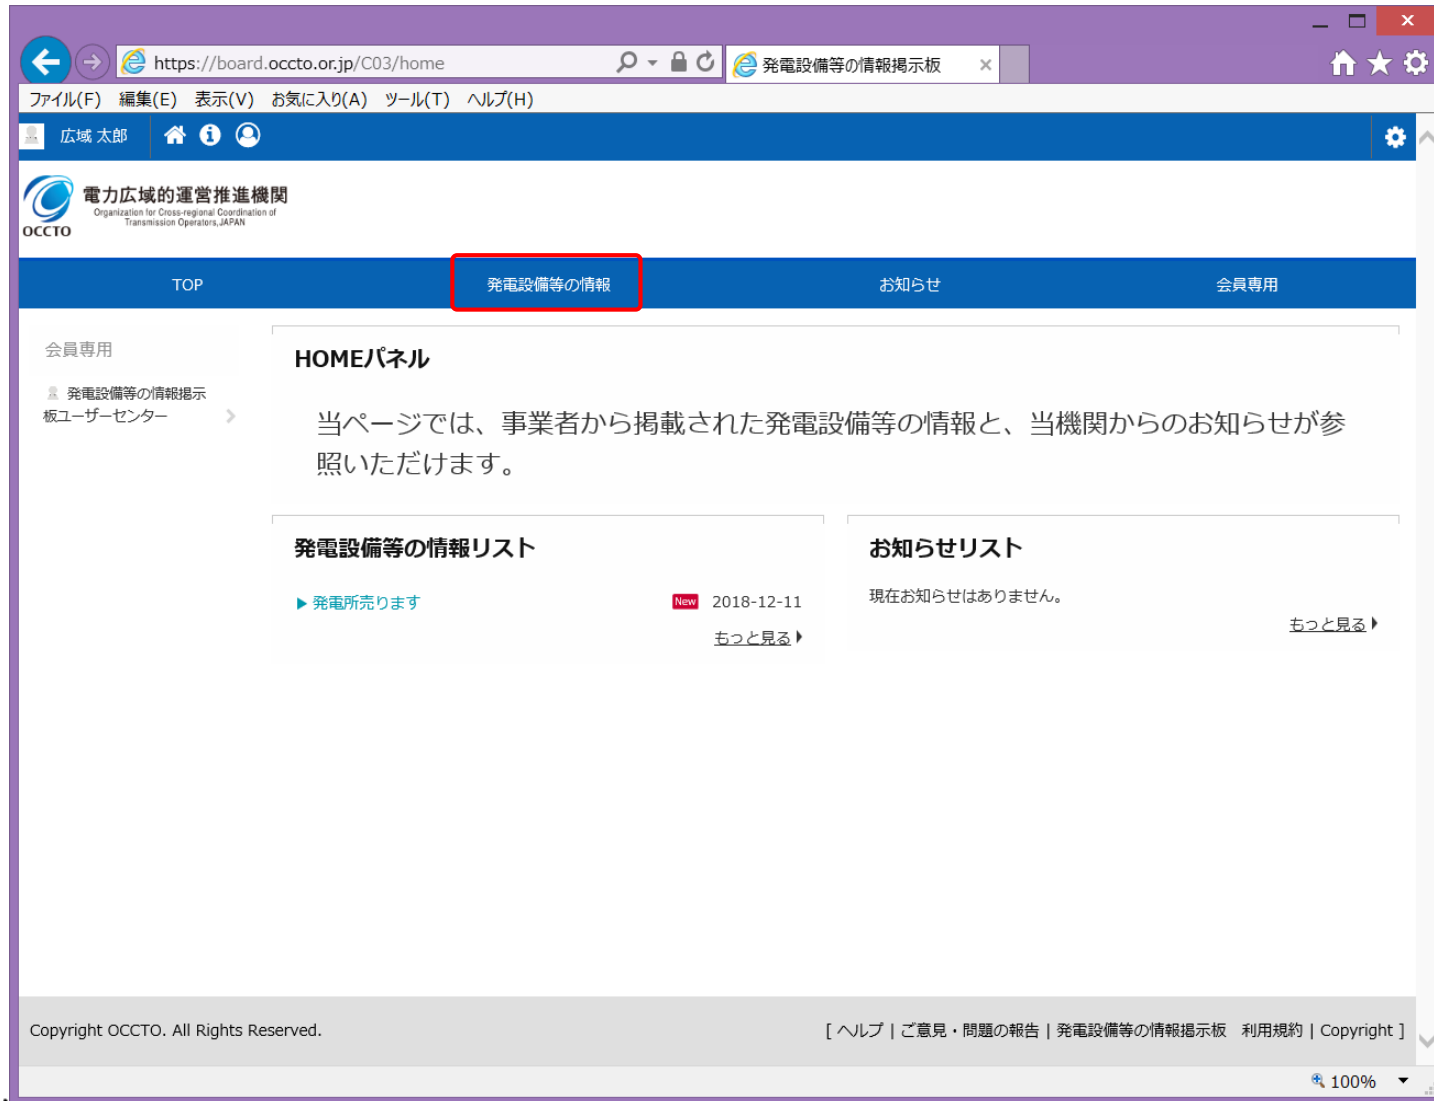 https://board.occto.or.jp/C03/home
発電設備等の情報掲示板
ファイル(F) 編集(E) 表示(V) お気に入り(A) ツール(T) ヘルプ(H)
広域 太郎
電力広域的運営推進機関
Organization for Cross-regional Coordination of
Transmission Operators,JAPAN
OCCTO
TOP 発電設備等の情報 お知らせ 会員専用
会員専用
発電設備等の情報掲示
板ユーザーセンター
HOMEパネル
当ページでは、事業者から掲載された発電設備等の情報と、当機関からのお知らせが参
照いただけます。
発電設備等の情報リスト
▶ 発電所売ります New 2018-12-11
もっと見る
お知らせリスト
現在お知らせはありません。
もっと見る
Copyright OCCTO. All Rights Reserved. [ ヘルプ | ご意見・問題の報告 | 発電設備等の情報掲示板 利用規約 | Copyright ]
100%